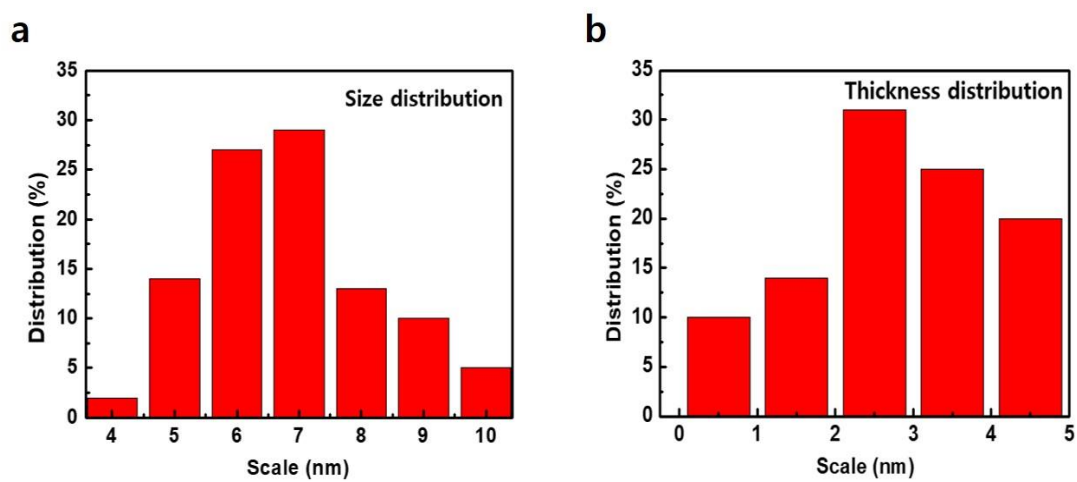 a
Size distribution
Distribution (%)
35
30
25
20
15
10
5
0
4 5 6 7 8 9 10
Scale (nm)
b
Thickness distribution
Distribution (%)
35
30
25
20
15
10
5
0
0 1 2 3 4 5
Scale (nm)